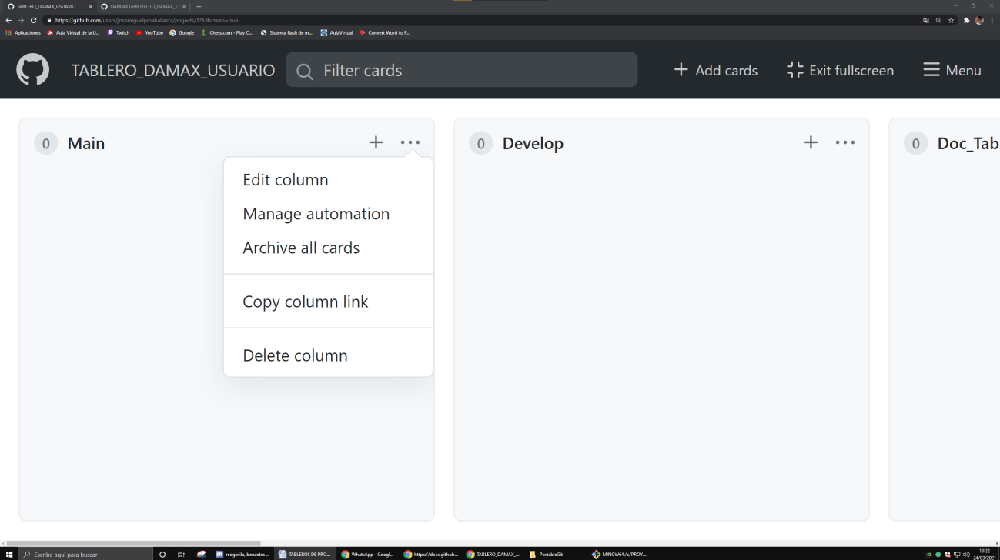 TABLERO_DAMAX_USUARIO
DAMIAX1/PROYECTO_DAMAX_
https://github.com/users/josemiguelpinaballesta/projects/1?fullscreen=true
Aplicaciones
UM Aula Virtual de la U...
Twitch
YouTube
Google
Chess.com - Play C...
Sistema flash de m...
AulaVirtual
Convert Word to P...
TABLERO_DAMAX_USUARIO
Filter cards
Add cards
Exit fullscreen
Menu
0 Main
0 Develop
0 Doc_Tab
Edit column
Manage automation
Archive all cards
Copy column link
Delete column
Escribe aquí para buscar
redgorila, benzotes ...
TABLEROS DE PRO...
WhatsApp - Googl...
https://docs.github...
TABLERO_DAMAX_...
PortableGit
MINGW64:/c/PROY...
13:22
24/03/2021